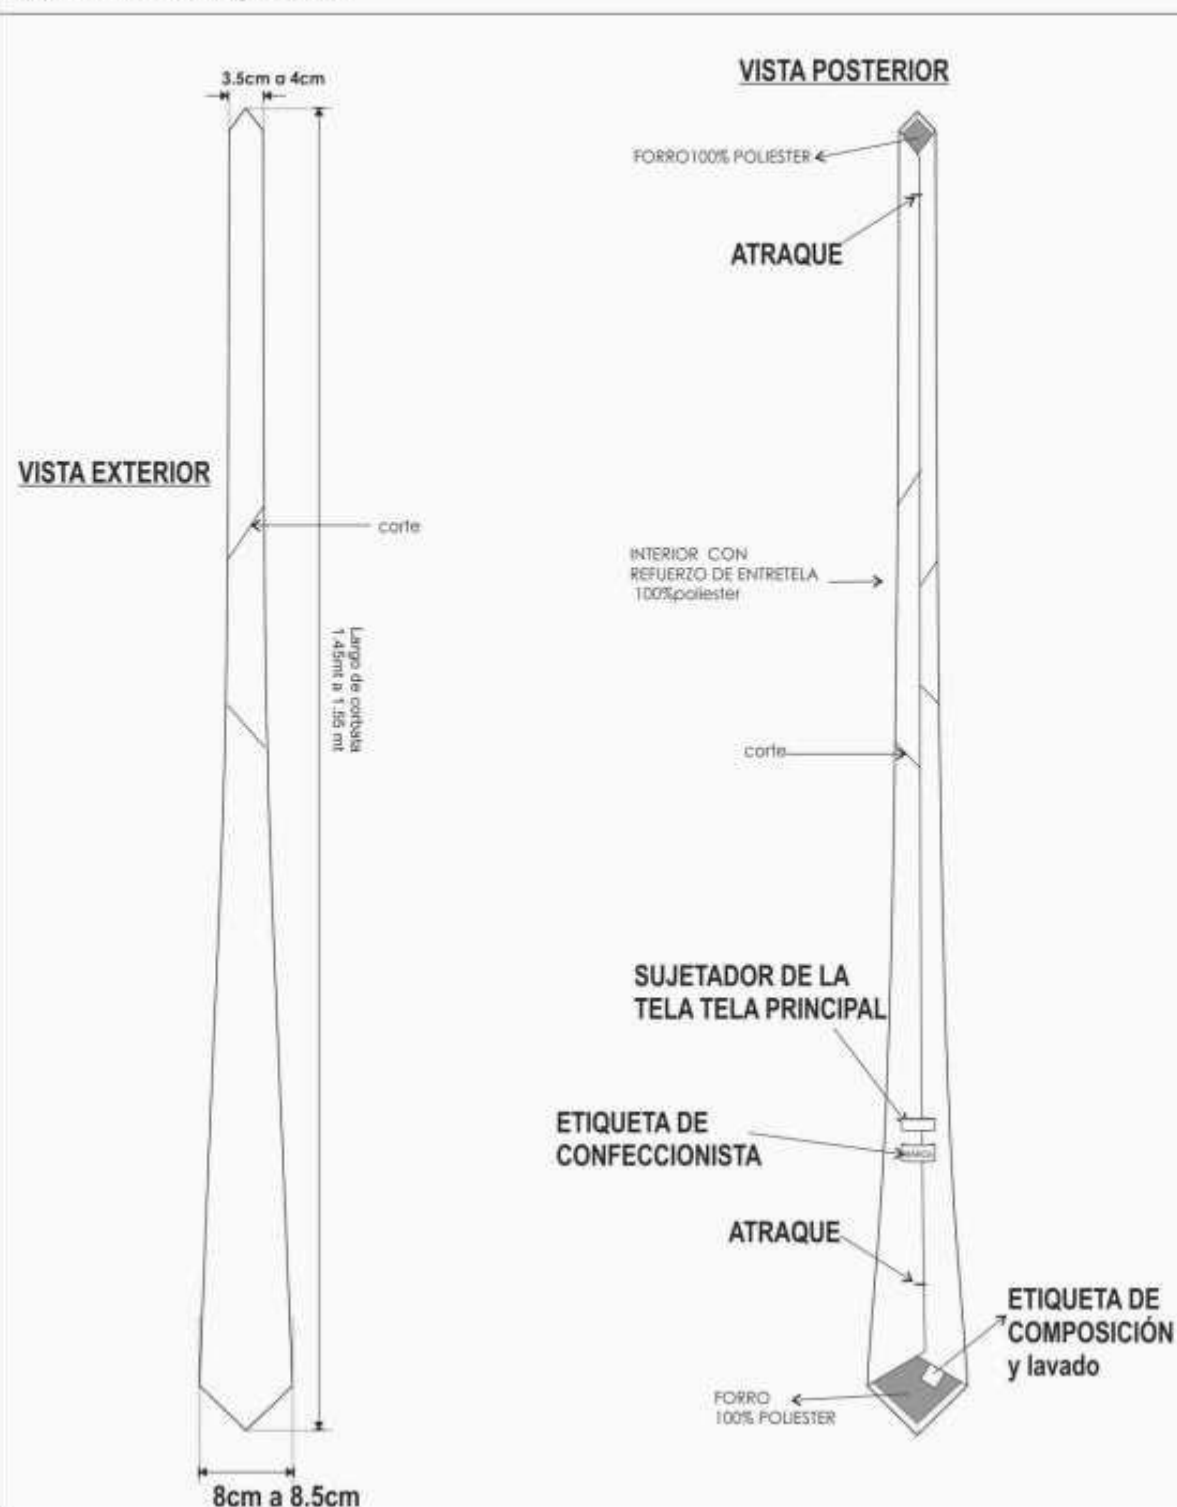 3.5cm a 4cm
VISTA EXTERIOR
corte
Largo de corbata
1.45mt a 1.55 mt
8cm a 8.5cm
VISTA POSTERIOR
FORRO100% POLIESTER
ATRAQUE
INTERIOR CON
REFUERZO DE ENTRETELA
100%poliester
corte
SUJETADOR DE LA
TELA TELA PRINCIPAL
ETIQUETA DE
CONFECCIONISTA
MARCA
ATRAQUE
ETIQUETA DE
COMPOSICIÓN
y lavado
FORRO
100% POLIESTER